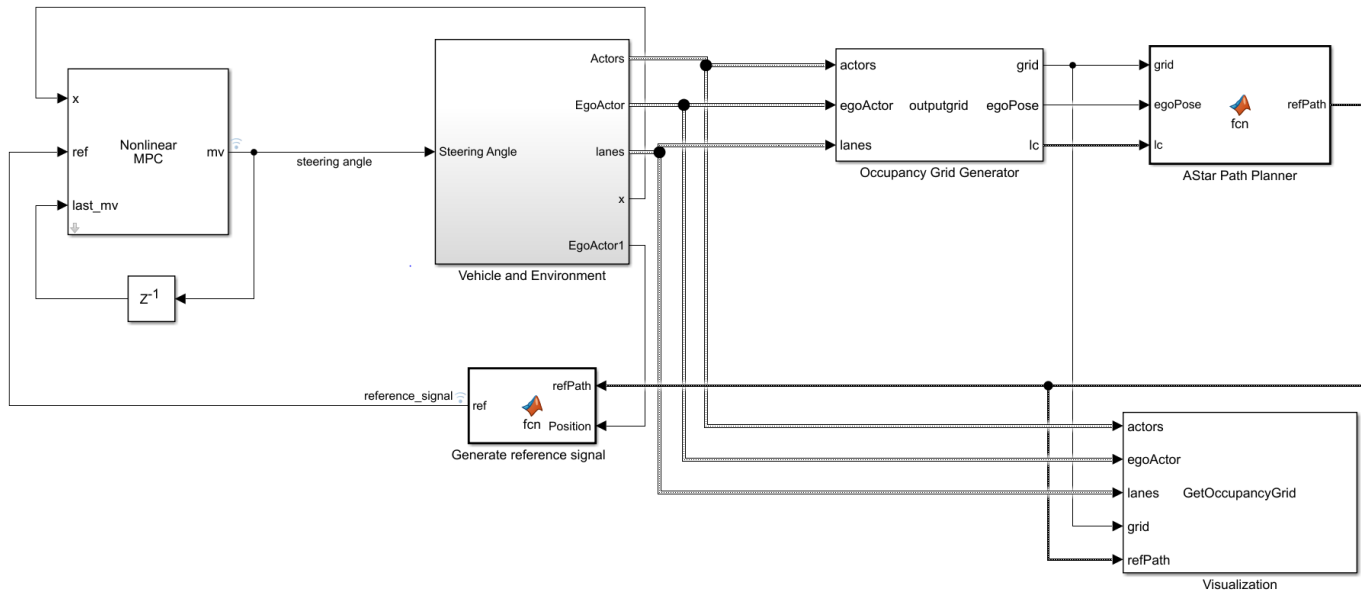 x
ref
last_mv
Nonlinear
MPC
mv
steering angle
Z-1
Steering Angle
Actors
EgoActor
lanes
x
EgoActor1
Vehicle and Environment
actors
egoActor
lanes
outputgrid
grid
egoPose
lc
Occupancy Grid Generator
grid
egoPose
lc
fcn
refPath
AStar Path Planner
reference_signal
ref
fcn
refPath
Position
Generate reference signal
actors
egoActor
lanes
grid
refPath
GetOccupancyGrid
Visualization